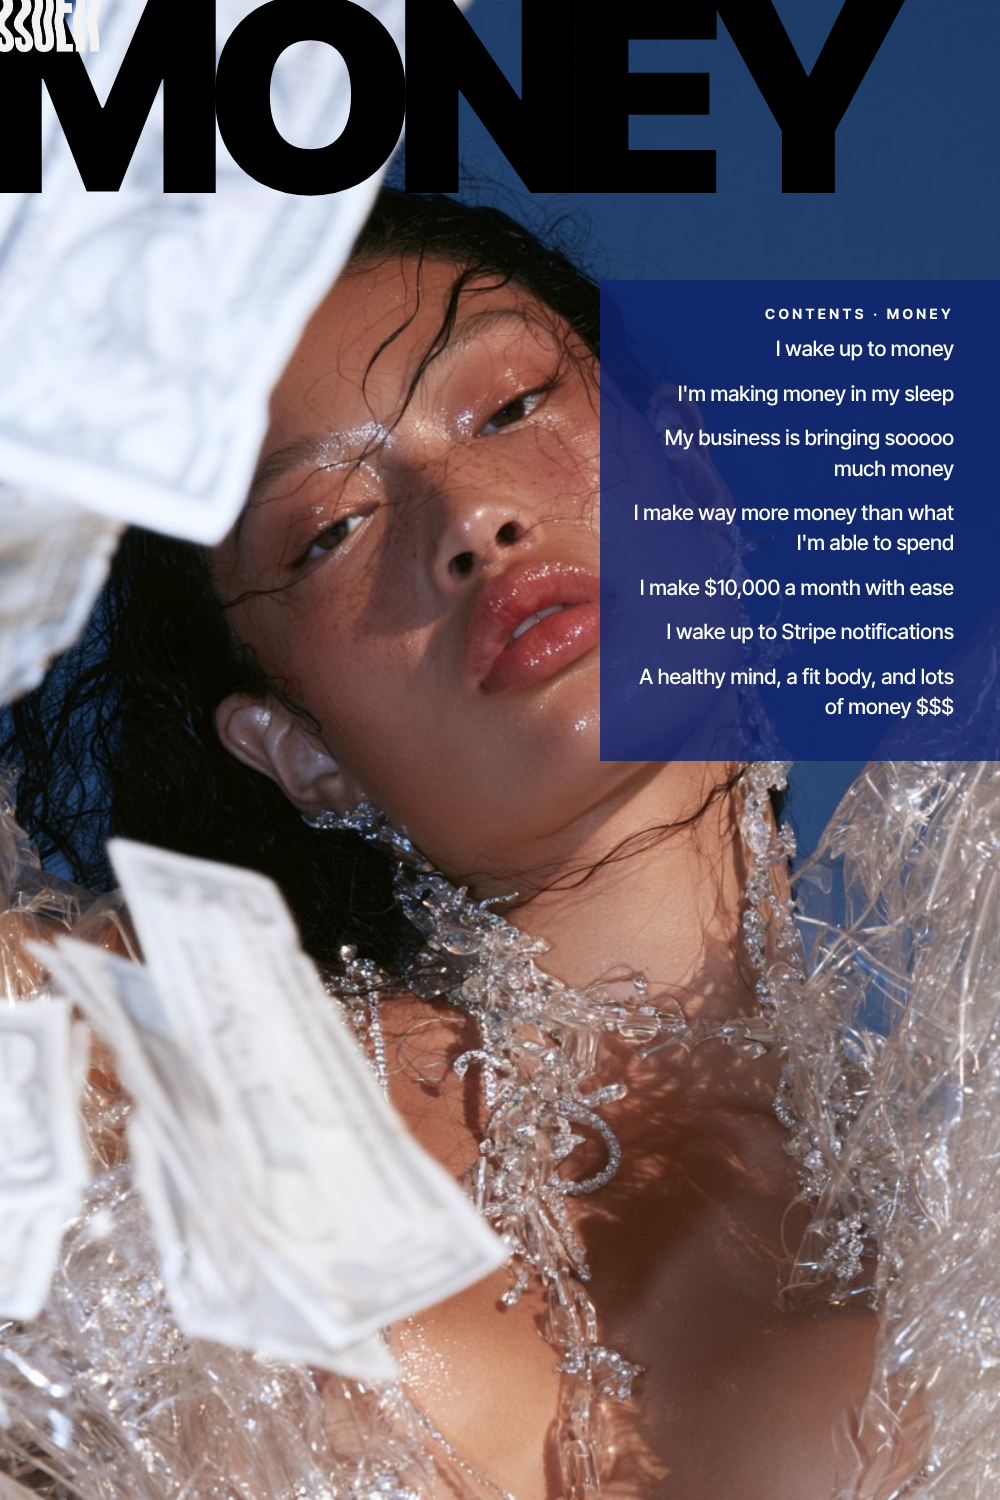 MONEY
CONTENTS · MONEY
I wake up to money
I'm making money in my sleep
My business is bringing sooooo
much money
I make way more money than what
I'm able to spend
I make $10,000 a month with ease
I wake up to Stripe notifications
A healthy mind, a fit body, and lots
of money $$$